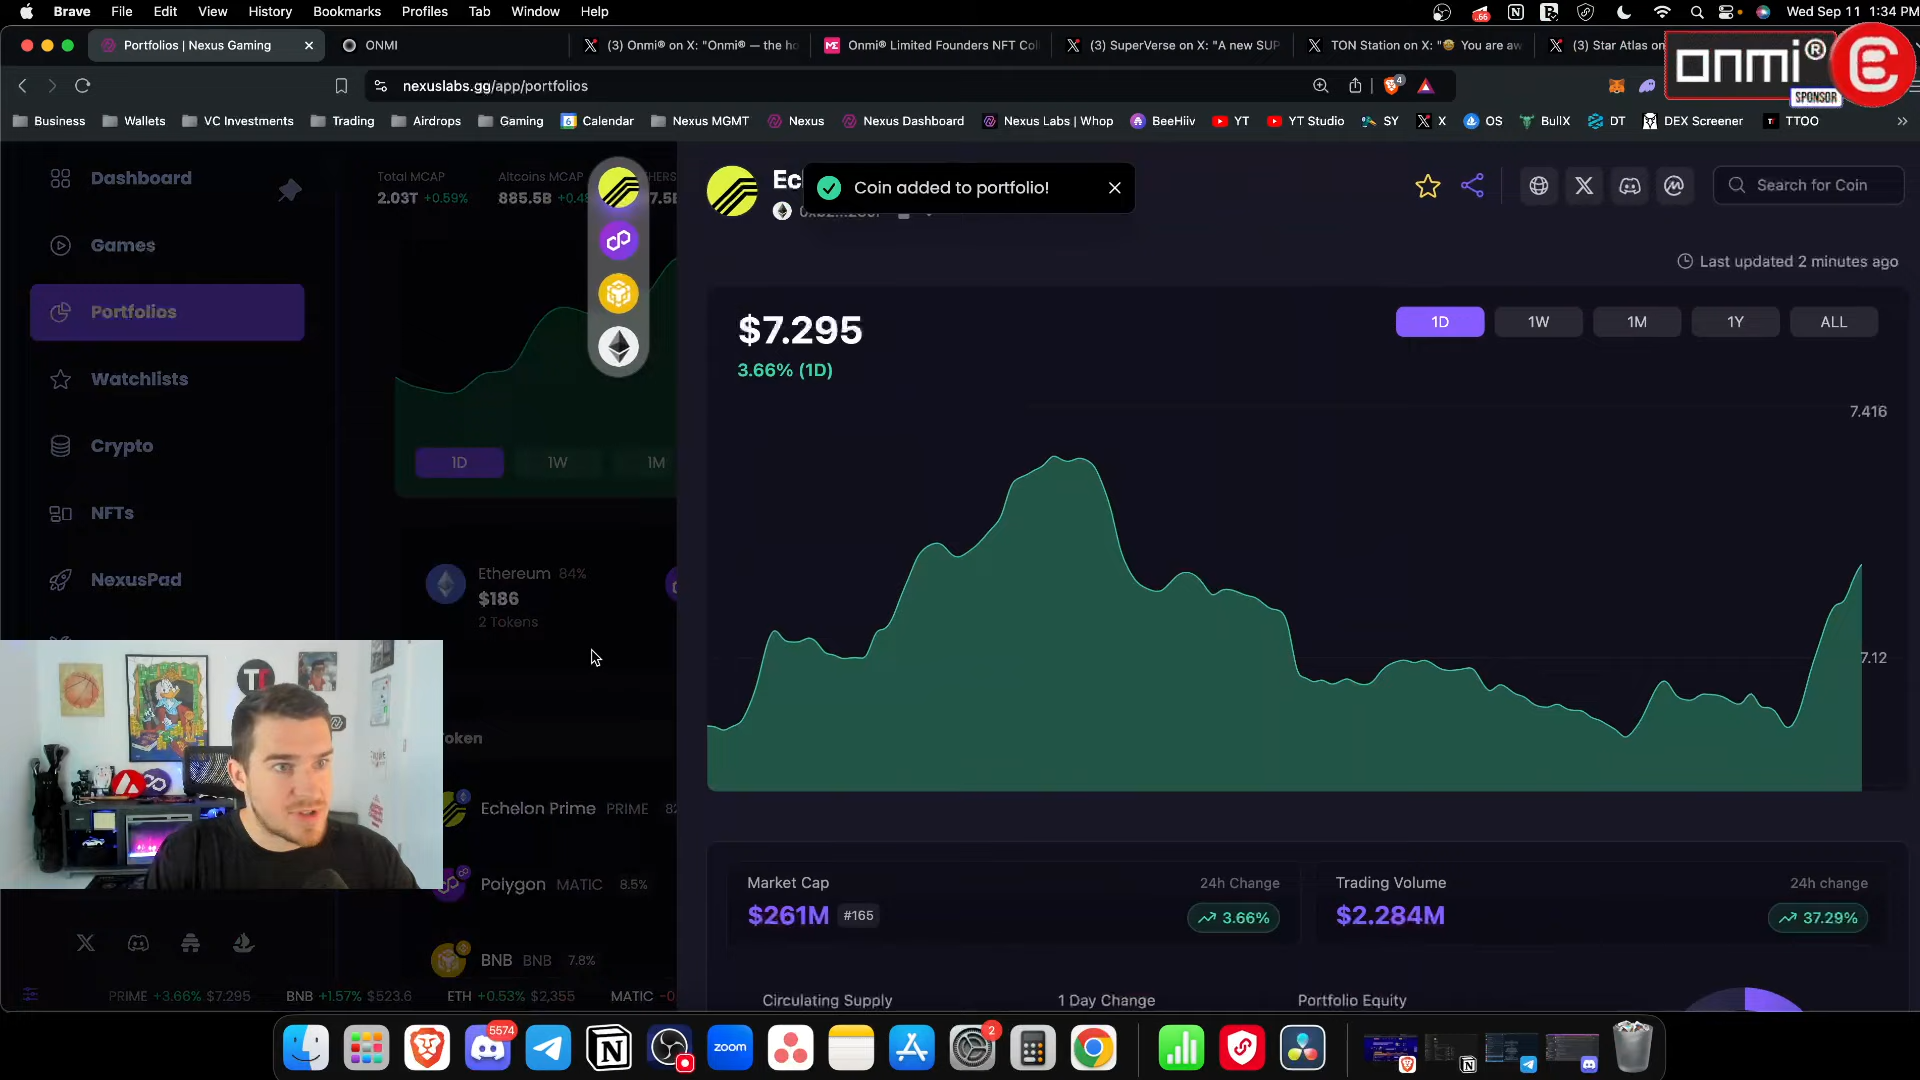 Brave File Edit View History Bookmarks Profiles Tab Window Help
.66
Wed Sep 11 1:34 PM
Portfolios | Nexus Gaming
ONMI
(3) Onmi® on X: "Onmi® — the ho
Onmi® Limited Founders NFT Coll
(3) SuperVerse on X: "A new SUP
TON Station on X: "🤩 You are aw
(3) Star Atlas on
onmi®
SPONSOR
nexuslabs.gg/app/portfolios
4
Business Wallets VC Investments Trading Airdrops Gaming Calendar Nexus MGMT Nexus Nexus Dashboard Nexus Labs | Whop BeeHiiv YT YT Studio SY X OS BullX DT DEX Screener TTOO
Dashboard
Games
Portfolios
Watchlists
Crypto
NFTs
NexusPad
Total MCAP
2.03T +0.59%
Altcoins MCAP
885.5B
1D 1W 1M
Ethereum 84%
$186
2 Tokens
Echelon Prime PRIME
Polygon MATIC 8.5%
BNB BNB 7.8%
PRIME +3.66% $7.295 BNB +1.57% $523.6 ETH +0.53% $2,355 MATIC
Coin added to portfolio!
Search for Coin
Last updated 2 minutes ago
$7.295
3.66% (1D)
1D 1W 1M 1Y ALL
7.416
7.12
Market Cap
24h Change
$261M #165
3.66%
Trading Volume
24h change
$2.284M
37.29%
Circulating Supply
1 Day Change
Portfolio Equity
TT
5574
zoom
2